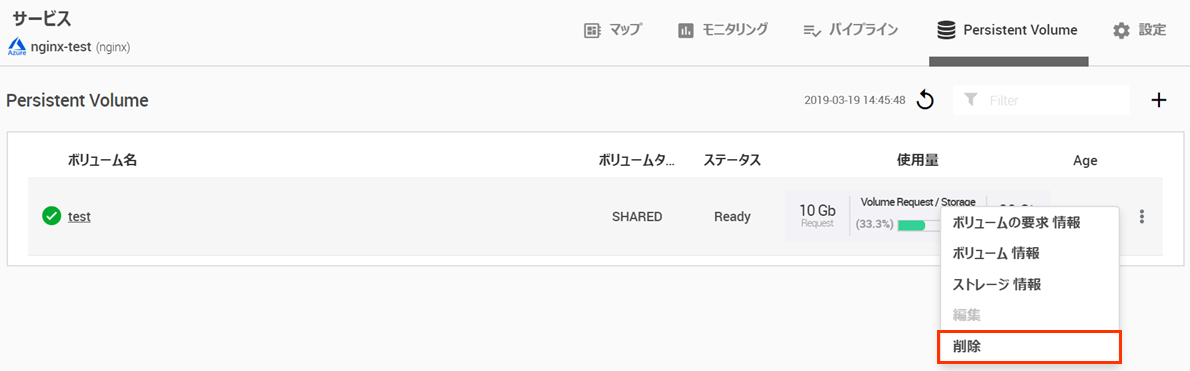 サービス
Azure nginx-test (nginx)
マップ モニタリング パイプライン Persistent Volume 設定
Persistent Volume
2019-03-19 14:45:48 Filter
ボリューム名 ボリュームタ... ステータス 使用量 Age
test SHARED Ready 10 Gb Request Volume Request / Storage (33.3%)
ボリュームの要求 情報
ボリューム 情報
ストレージ 情報
編集
削除